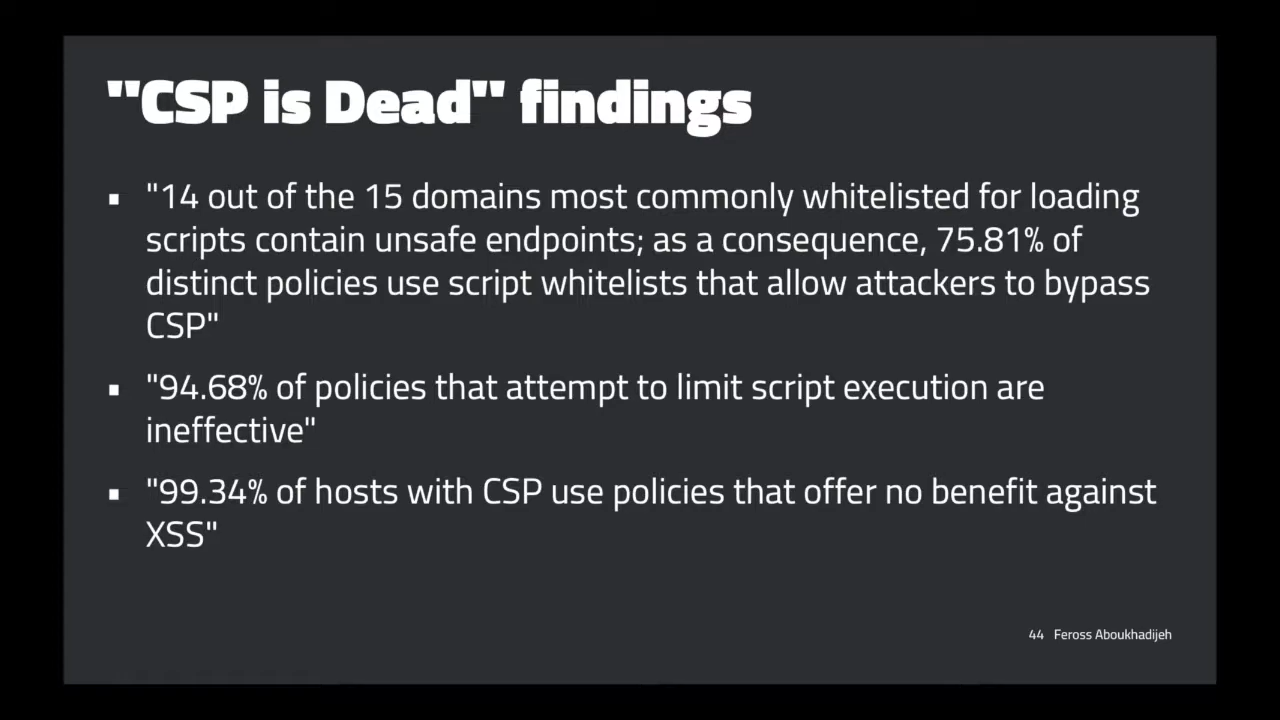 "CSP is Dead" findings
▪ "14 out of the 15 domains most commonly whitelisted for loading
scripts contain unsafe endpoints; as a consequence, 75.81% of
distinct policies use script whitelists that allow attackers to bypass
CSP"
▪ "94.68% of policies that attempt to limit script execution are
ineffective"
▪ "99.34% of hosts with CSP use policies that offer no benefit against
XSS"
44 Feross Aboukhadijeh